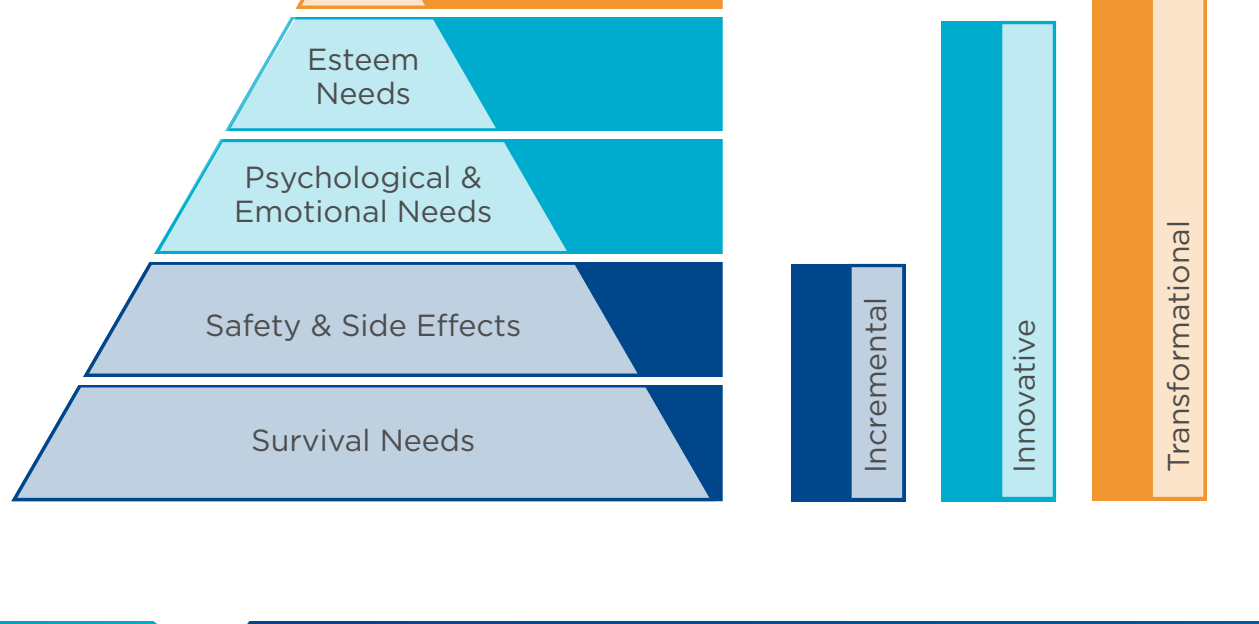 Esteem
Needs
Psychological &
Emotional Needs
Safety & Side Effects
Survival Needs
Incremental
Innovative
Transformational